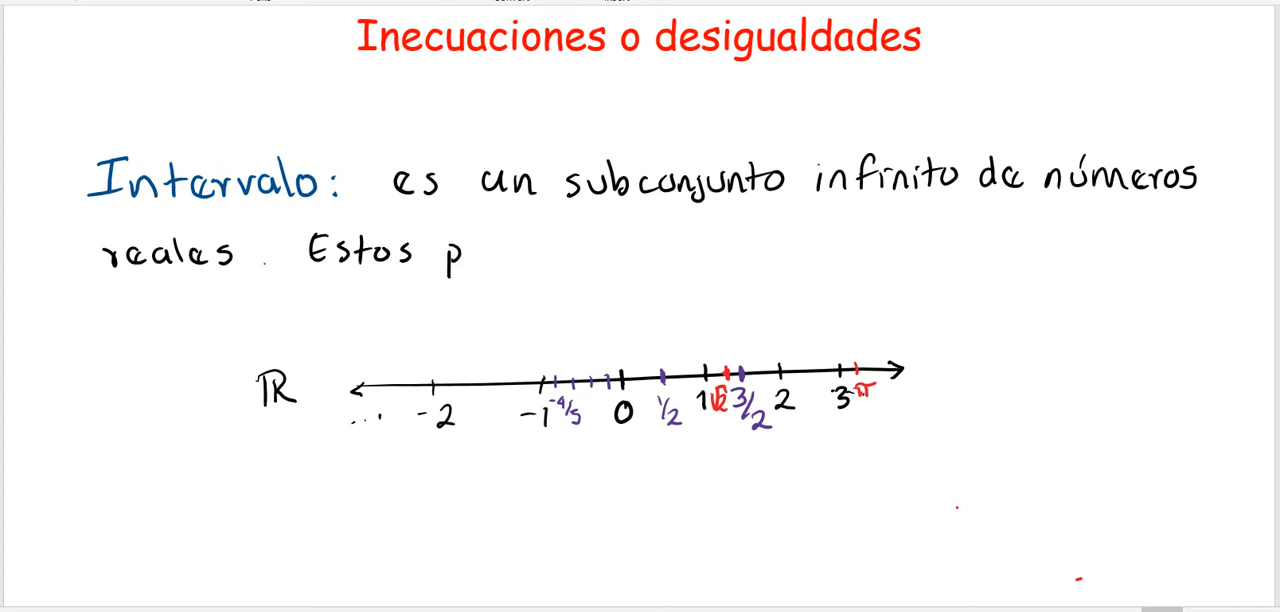 Inecuaciones o desigualdades
Intervalo: es un subconjunto infinito de números
reales. Estos p
ℝ
... -2 -1 -4/5 0 1/2 1 √2 3/2 2 3 π